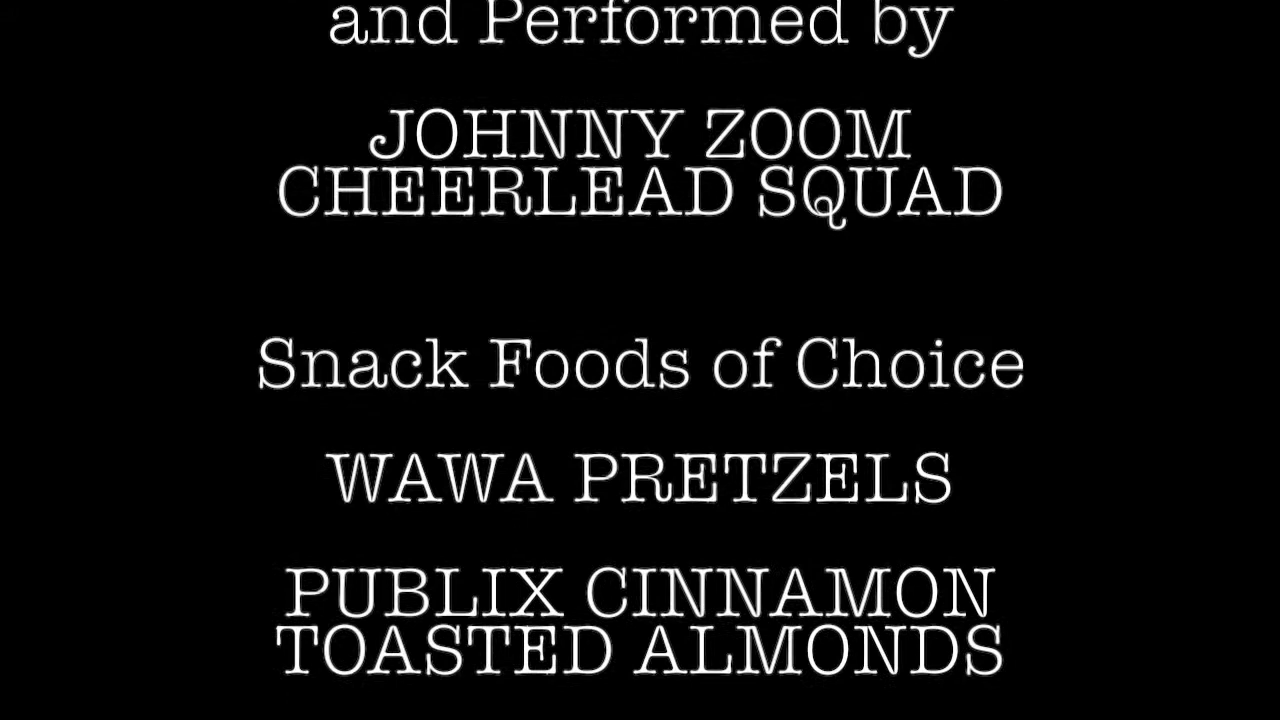 and Performed by
JOHNNY ZOOM
CHEERLEAD SQUAD
Snack Foods of Choice
WAWA PRETZELS
PUBLIX CINNAMON
TOASTED ALMONDS